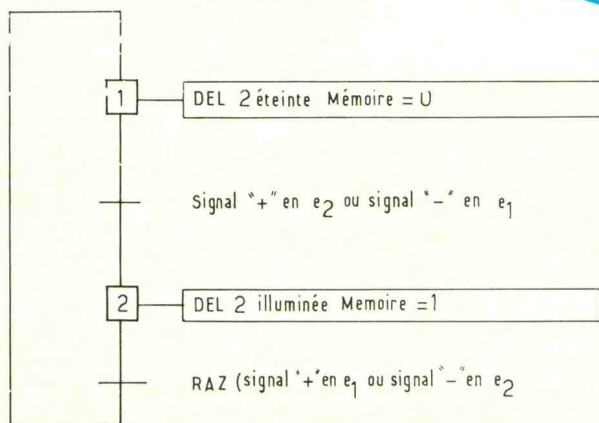 1
DEL 2 éteinte Mémoire = 0
Signal "+" en e2 ou signal "-" en e1
2
DEL 2 illuminée Memoire =1
RAZ (signal "+" en e1 ou signal "-" en e2